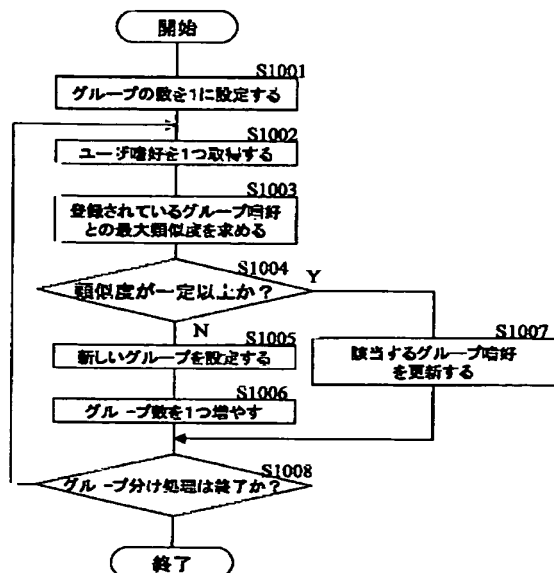 開始
S1001
グループの数を1に設定する
S1002
ユーザ嗜好を1つ取得する
S1003
登録されているグループ嗜好
との最大類似度を求める
S1004
類似度が一定以上か?
Y
N
S1005
新しいグループを設定する
S1007
該当するグループ嗜好
を更新する
S1006
グループ数を1つ増やす
S1008
グループ分け処理は終了か?
終了